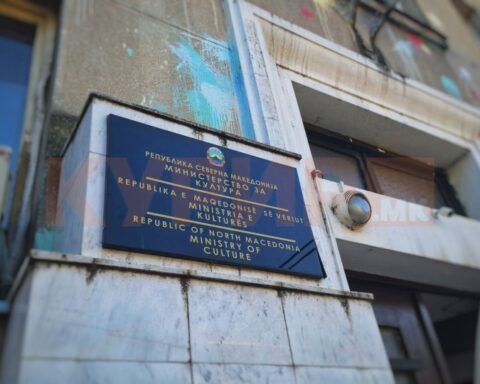 РЕПУБЛИКА СЕВЕРНА МАКЕДОНИЈА
МИНИСТЕРСТВО ЗА
КУЛТУРА
REPUBLIKA E MAQEDONISË SË VERIUT
MINISTRIA E
KULTURËS
REPUBLIC OF NORTH MACEDONIA
MINISTRY OF
CULTURE